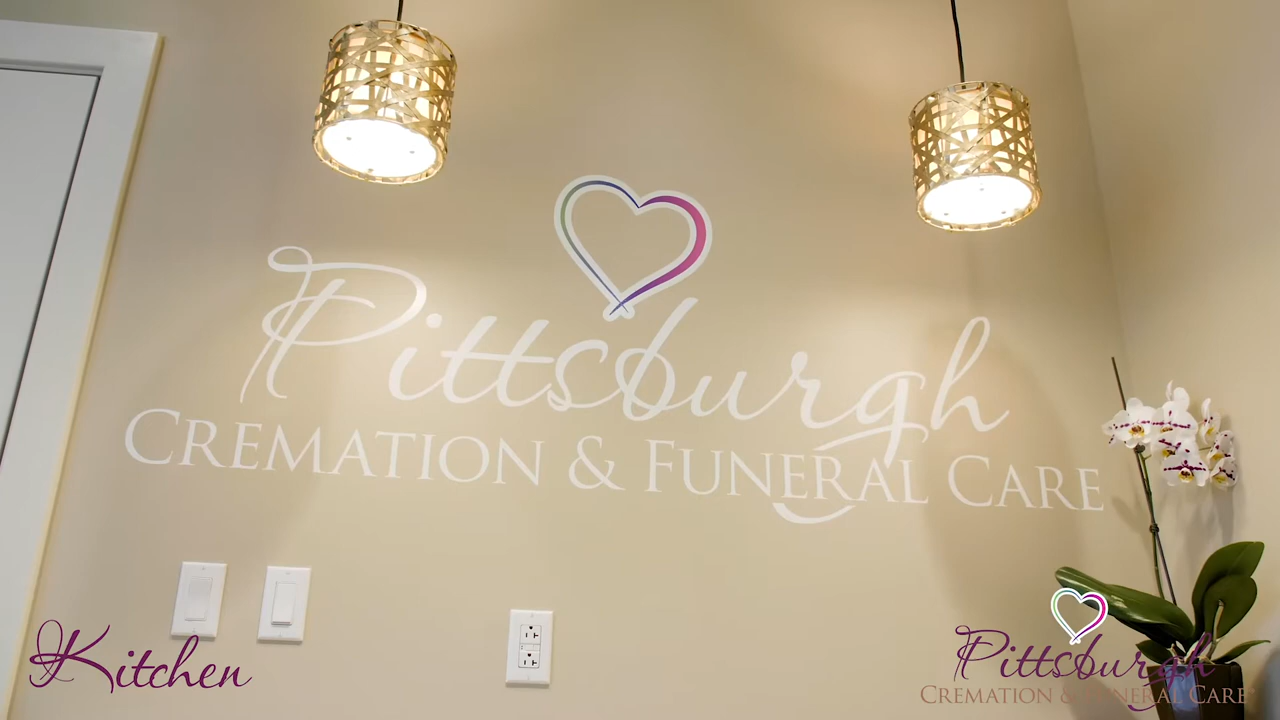 Pittsburgh
CREMATION & FUNERAL CARE
Kitchen
Pittsburgh
CREMATION & FUNERAL CARE